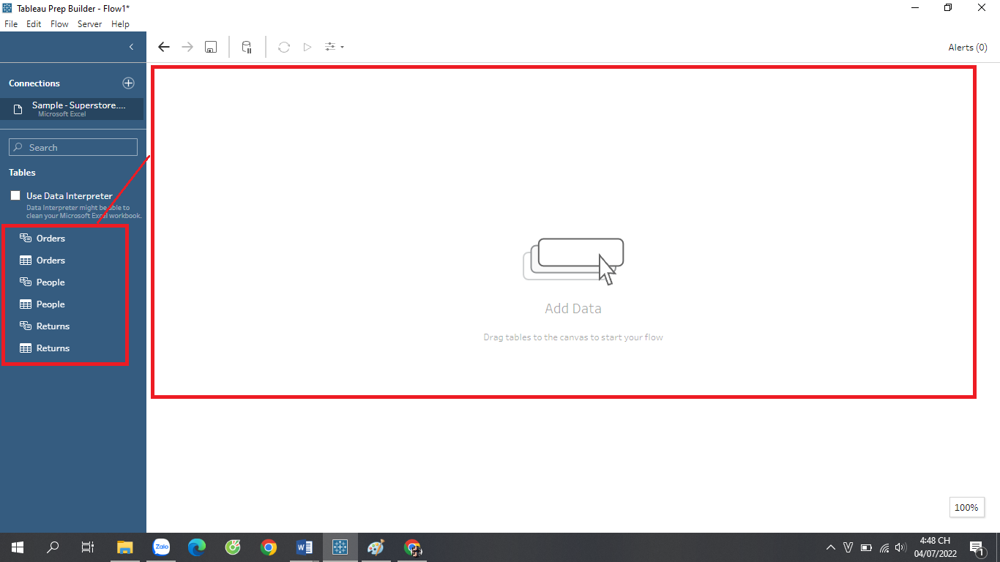 Tableau Prep Builder - Flow1*
File Edit Flow Server Help
Alerts (0)
Connections
Sample - Superstore....
Microsoft Excel
Search
Tables
Use Data Interpreter
Data Interpreter might be able to
clean your Microsoft Excel workbook.
Orders
Orders
People
People
Returns
Returns
Add Data
Drag tables to the canvas to start your flow
100%
Zalo
4:48 CH
04/07/2022
1